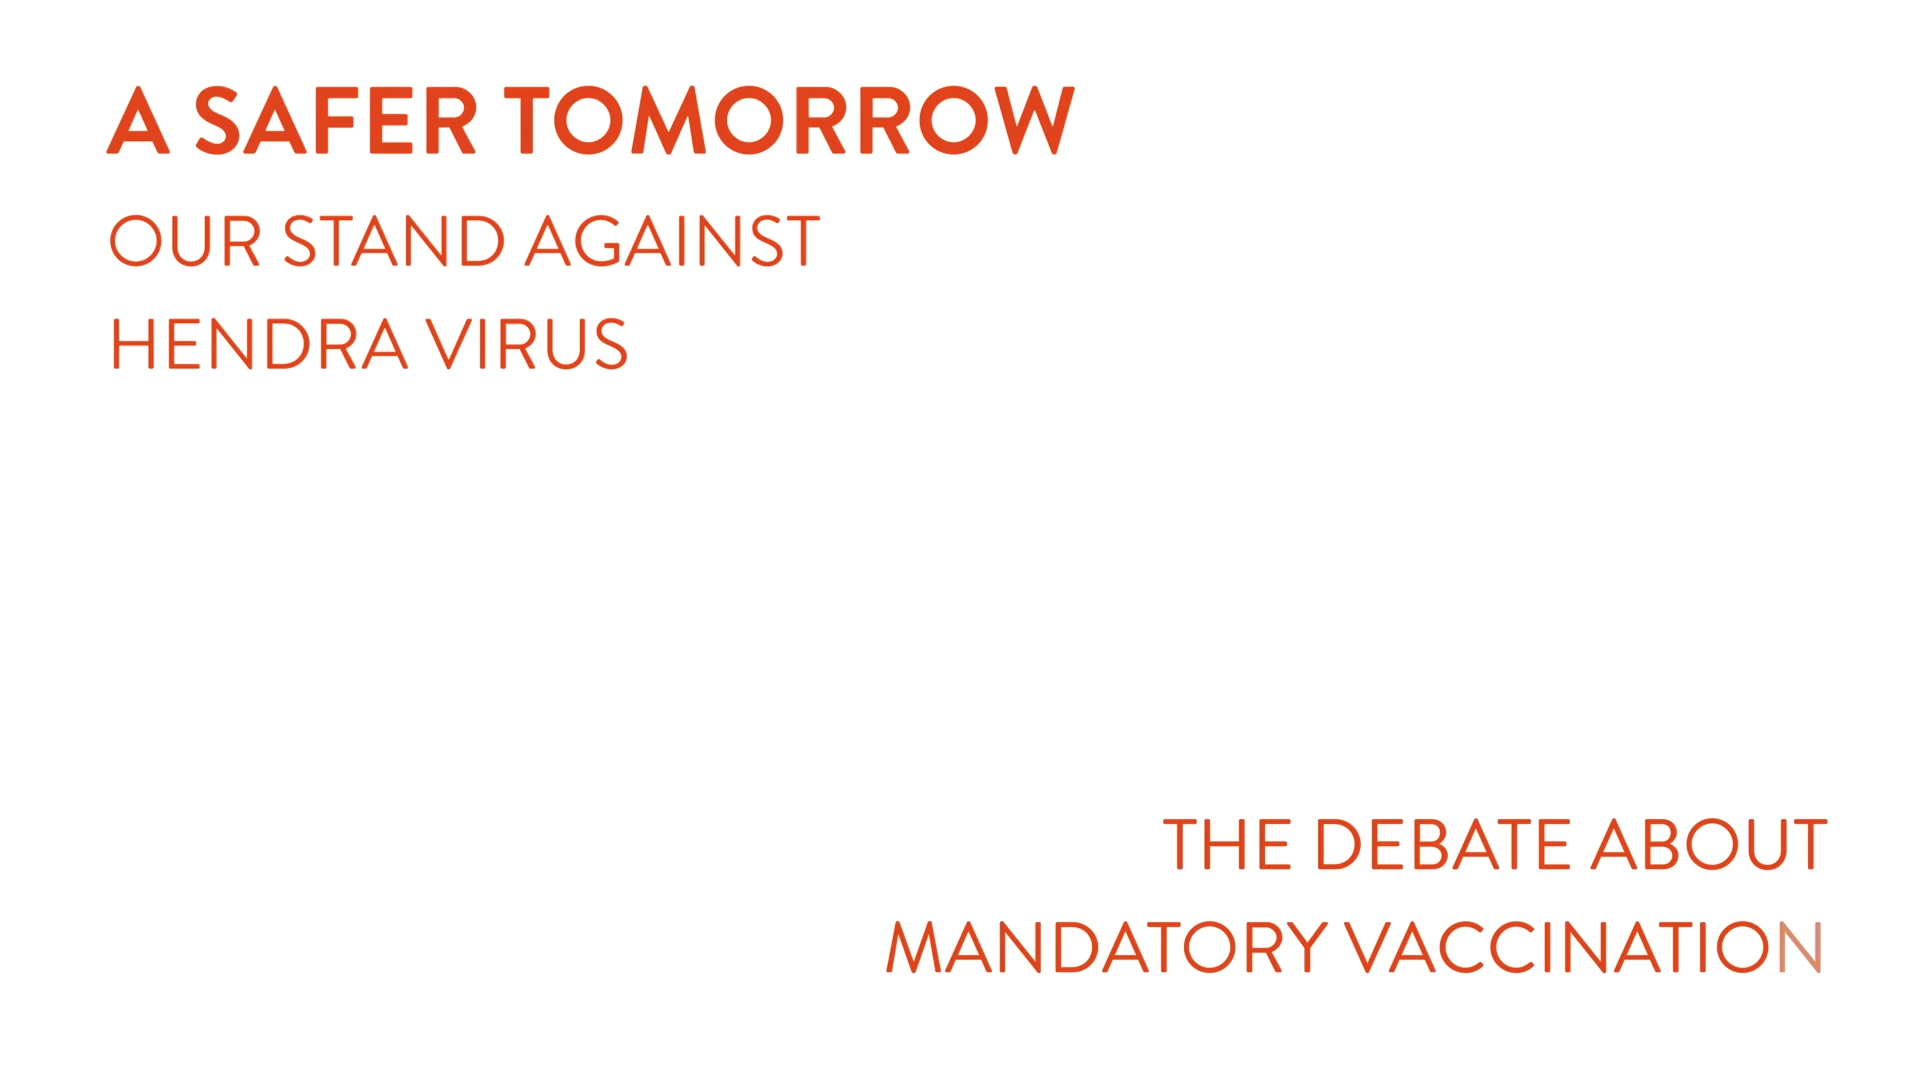 A SAFER TOMORROW
OUR STAND AGAINST
HENDRA VIRUS
THE DEBATE ABOUT
MANDATORY VACCINATION